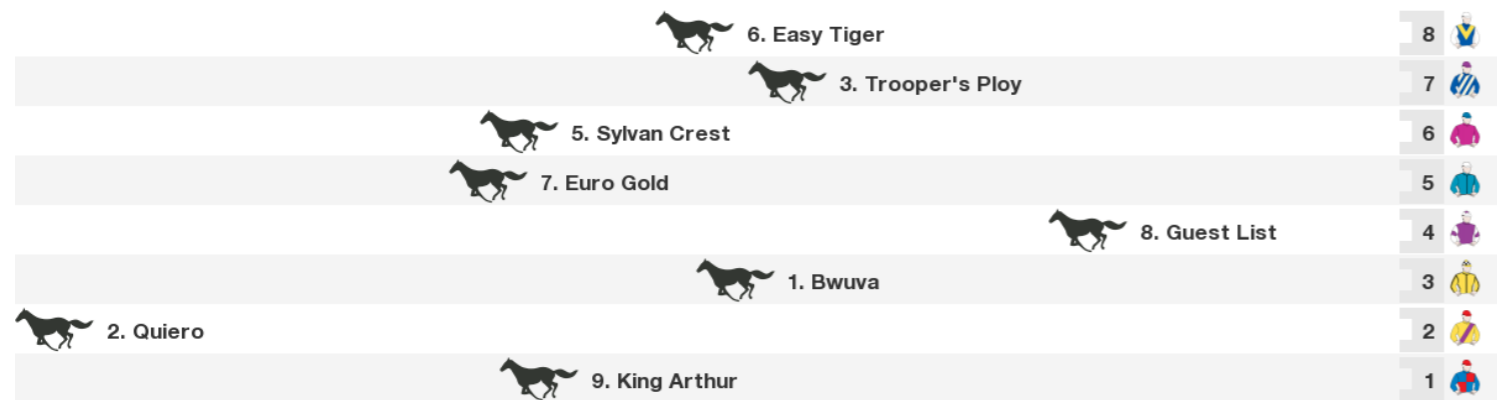 6. Easy Tiger 8
3. Trooper's Ploy 7
5. Sylvan Crest 6
7. Euro Gold 5
8. Guest List 4
1. Bwuva 3
2. Quiero 2
9. King Arthur 1